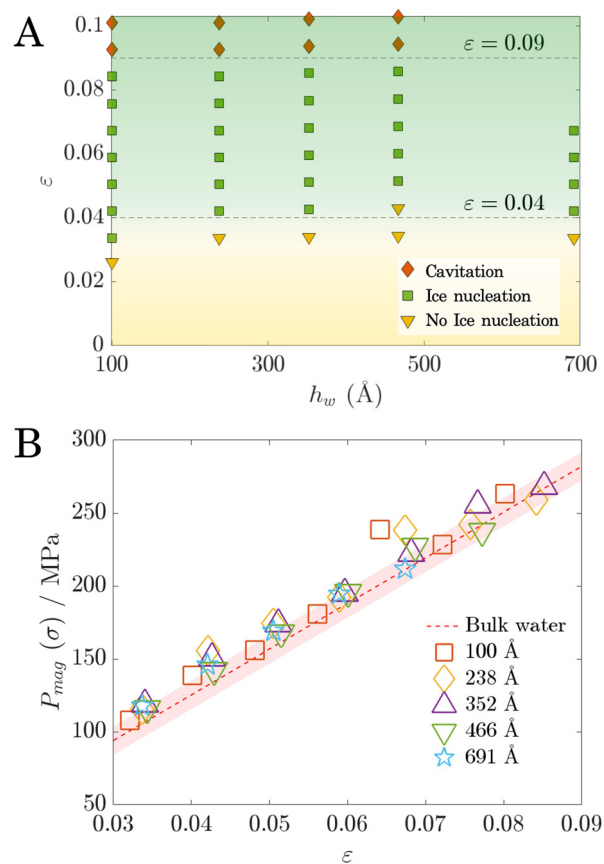 A
0.1
0.08
0.06
0.04
0.02
0
ε
ε = 0.09
ε = 0.04
Cavitation
Ice nucleation
No Ice nucleation
100
300
500
700
h_w (Å)
B
300
250
200
150
100
50
P_mag (σ) / MPa
Bulk water
100 Å
238 Å
352 Å
466 Å
691 Å
0.03
0.04
0.05
0.06
0.07
0.08
0.09
ε